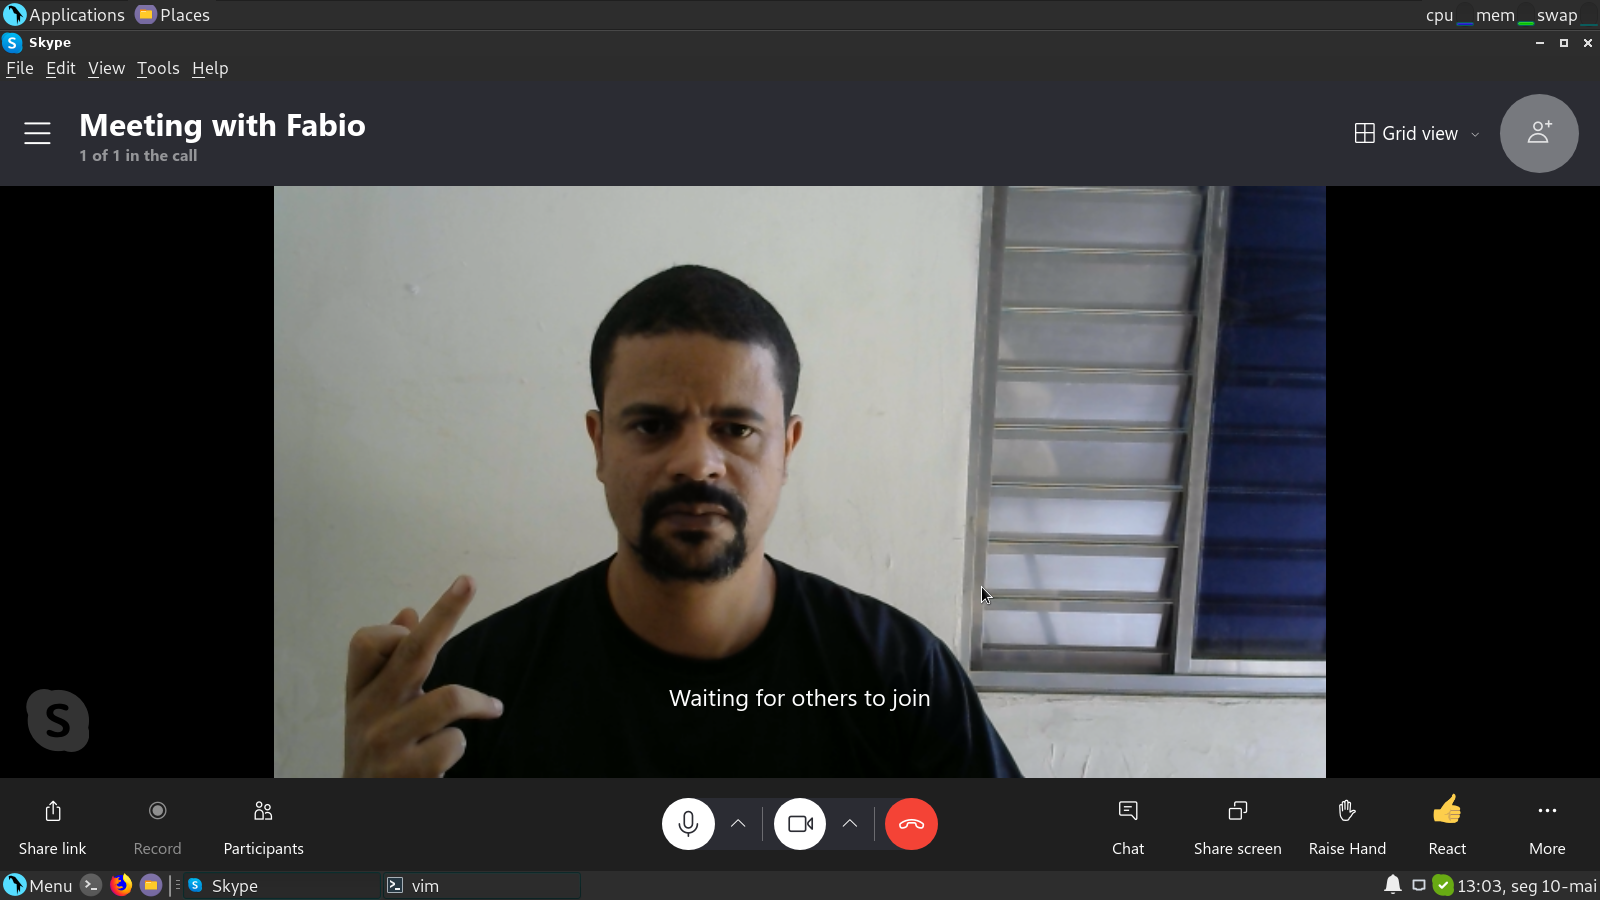 Applications Places cpu mem swap
Skype
File Edit View Tools Help
Meeting with Fabio
1 of 1 in the call
Grid view
Waiting for others to join
S
Share link Record Participants Chat Share screen Raise Hand React More
Menu Skype vim 13:03, seg 10-mai